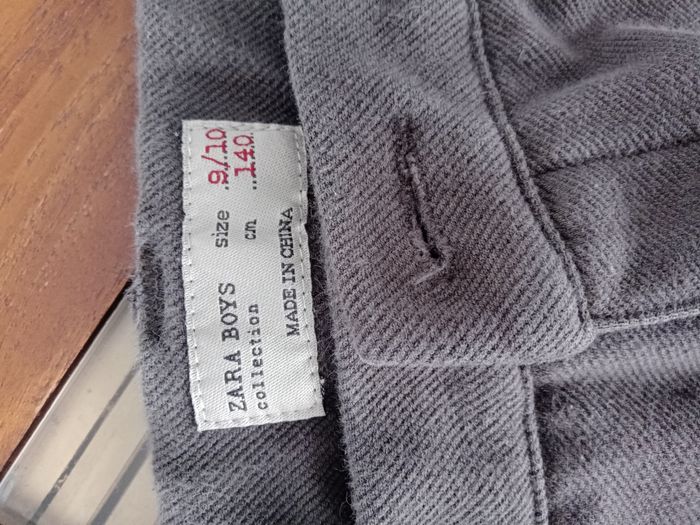 ZARA BOYS size 9/10
collection cm 140
MADE IN CHINA